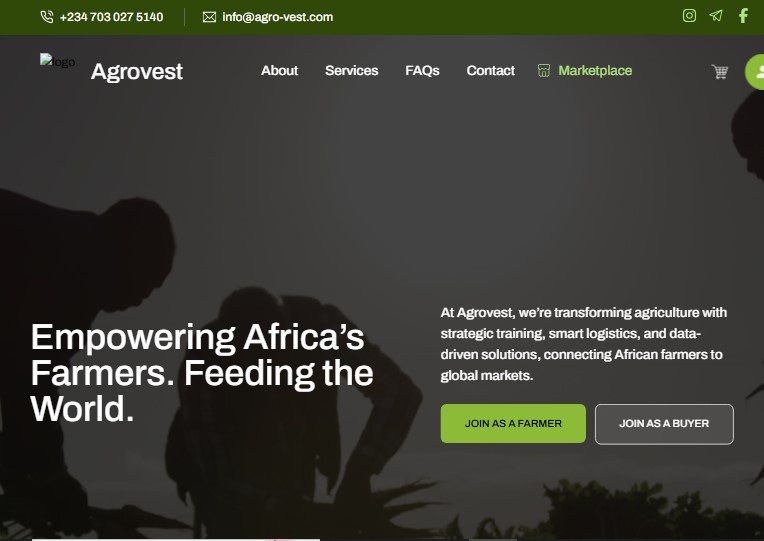 +234 703 027 5140
info@agro-vest.com
logo
Agrovest
About
Services
FAQs
Contact
Marketplace
Empowering Africa’s
Farmers. Feeding the
World.
At Agrovest, we’re transforming agriculture with
strategic training, smart logistics, and data-
driven solutions, connecting African farmers to
global markets.
JOIN AS A FARMER
JOIN AS A BUYER